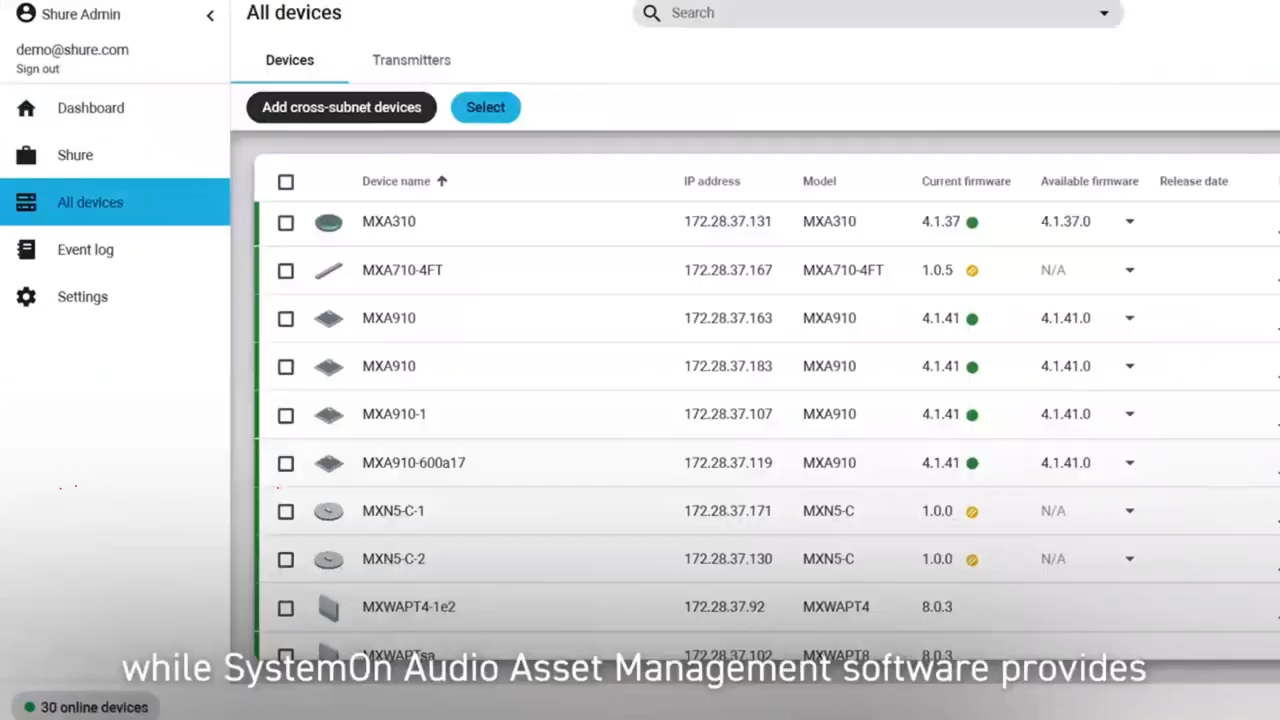 Shure Admin
All devices
Search
demo@shure.com
Sign out
Devices
Transmitters
Add cross-subnet devices
Select
Dashboard
Shure
All devices
Event log
Settings
Device name
IP address
Model
Current firmware
Available firmware
Release date
MXA310 172.28.37.131 MXA310 4.1.37 4.1.37.0
MXA710-4FT 172.28.37.167 MXA710-4FT 1.0.5 N/A
MXA910 172.28.37.163 MXA910 4.1.41 4.1.41.0
MXA910 172.28.37.183 MXA910 4.1.41 4.1.41.0
MXA910-1 172.28.37.107 MXA910 4.1.41 4.1.41.0
MXA910-600a17 172.28.37.119 MXA910 4.1.41 4.1.41.0
MXN5-C-1 172.28.37.171 MXN5-C 1.0.0 N/A
MXN5-C-2 172.28.37.130 MXN5-C 1.0.0 N/A
MXWAPT4-1e2 172.28.37.92 MXWAPT4 8.0.3
172.28.37.102 MXWAPT8 8.0.3
while SystemOn Audio Asset Management software provides
30 online devices